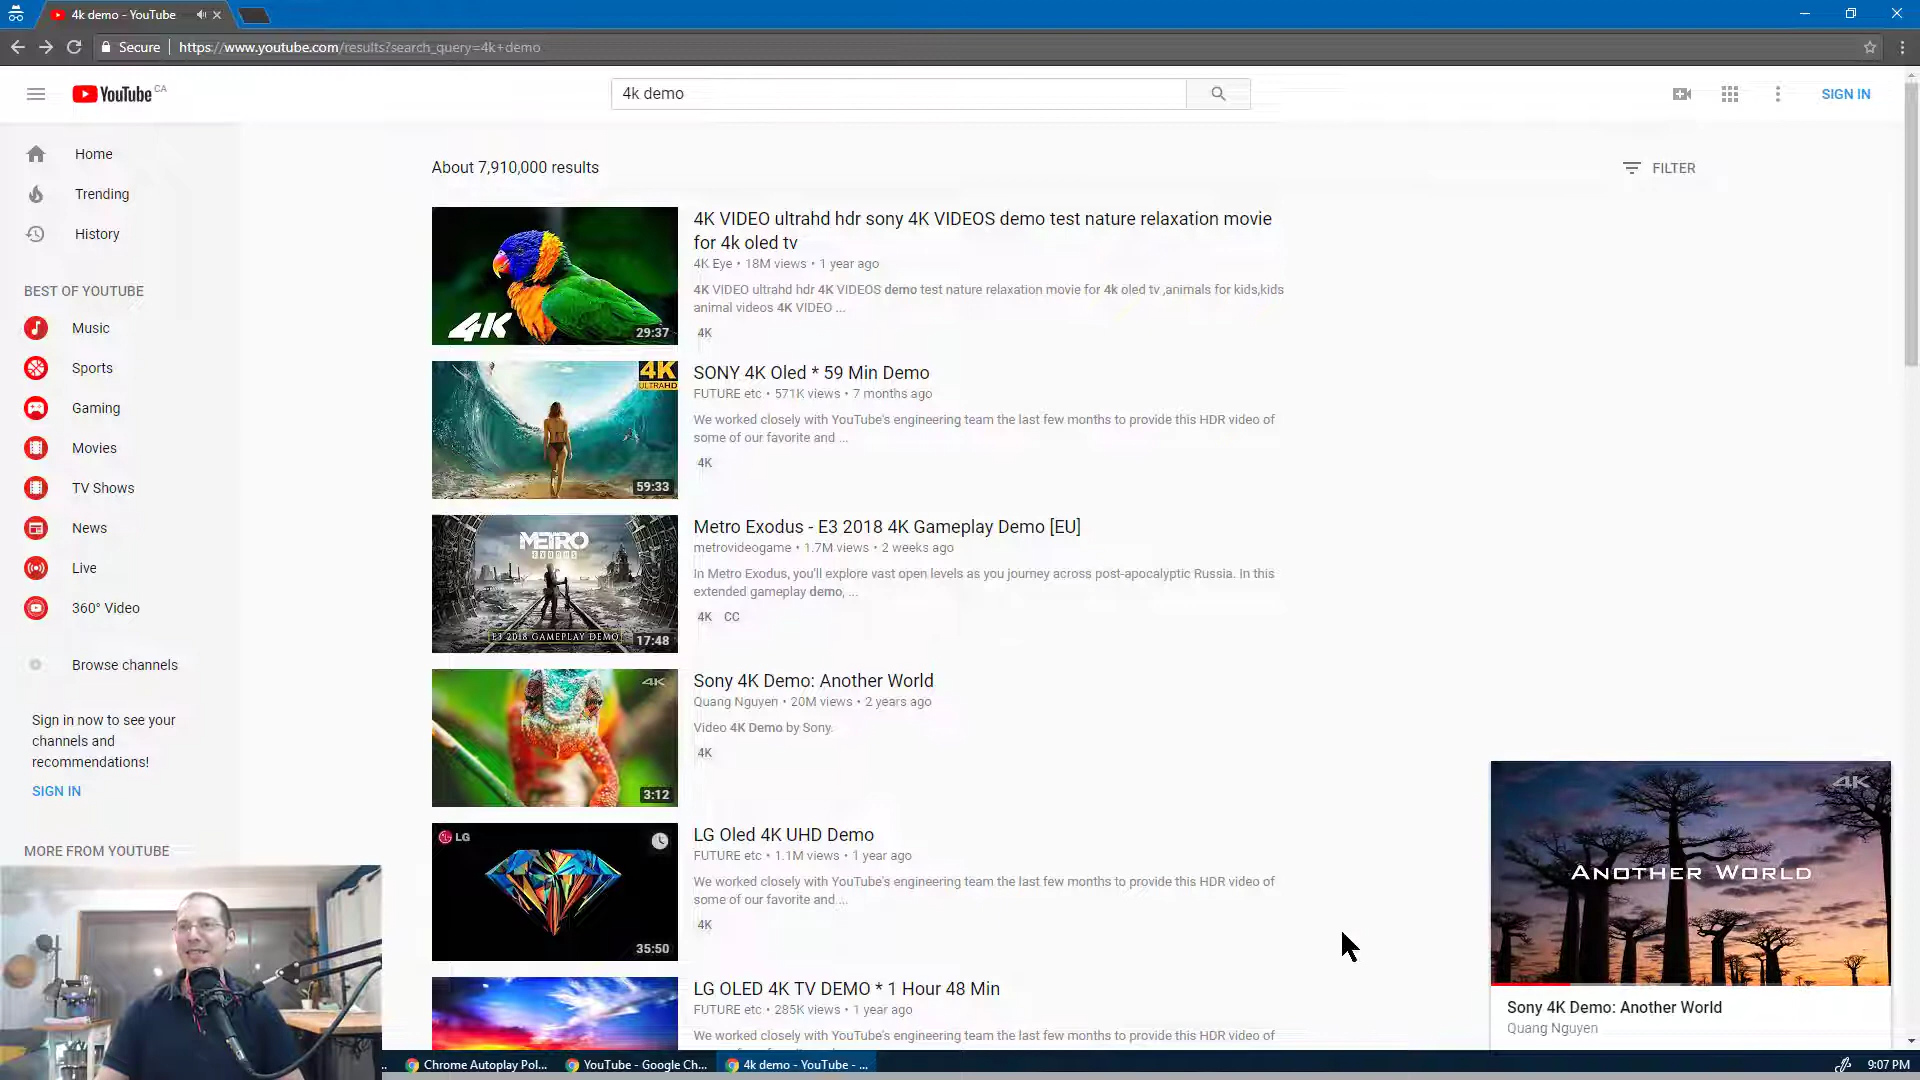 4k demo - YouTube
Secure
https://www.youtube.com/results?search_query=4k+demo
YouTube CA
4k demo
SIGN IN
Home
Trending
History
BEST OF YOUTUBE
Music
Sports
Gaming
Movies
TV Shows
News
Live
360° Video
Browse channels
Sign in now to see your
channels and
recommendations!
SIGN IN
MORE FROM YOUTUBE
About 7,910,000 results
FILTER
4K
29:37
4K VIDEO ultrahd hdr sony 4K VIDEOS demo test nature relaxation movie
for 4k oled tv
4K Eye • 18M views • 1 year ago
4K VIDEO ultrahd hdr 4K VIDEOS demo test nature relaxation movie for 4k oled tv ,animals for kids,kids
animal videos 4K VIDEO ...
4K
4K
ULTRAHD
59:33
SONY 4K Oled * 59 Min Demo
FUTURE etc • 571K views • 7 months ago
We worked closely with YouTube's engineering team the last few months to provide this HDR video of
some of our favorite and ...
4K
METRO
EXODUS
E3 2018 GAMEPLAY DEMO
17:48
Metro Exodus - E3 2018 4K Gameplay Demo [EU]
metrovideogame • 1.7M views • 2 weeks ago
In Metro Exodus, you'll explore vast open levels as you journey across post-apocalyptic Russia. In this
extended gameplay demo, ...
4K CC
4K
3:12
Sony 4K Demo: Another World
Quang Nguyen • 20M views • 2 years ago
Video 4K Demo by Sony.
4K
LG
35:50
LG Oled 4K UHD Demo
FUTURE etc • 1.1M views • 1 year ago
We worked closely with YouTube's engineering team the last few months to provide this HDR video of
some of our favorite and ...
4K
LG OLED 4K TV DEMO * 1 Hour 48 Min
FUTURE etc • 285K views • 1 year ago
We worked closely with YouTube's engineering team the last few months to provide this HDR video of
4K
ANOTHER WORLD
Sony 4K Demo: Another World
Quang Nguyen
... Chrome Autoplay Pol...
YouTube - Google Ch...
4k demo - YouTube - ...
9:07 PM